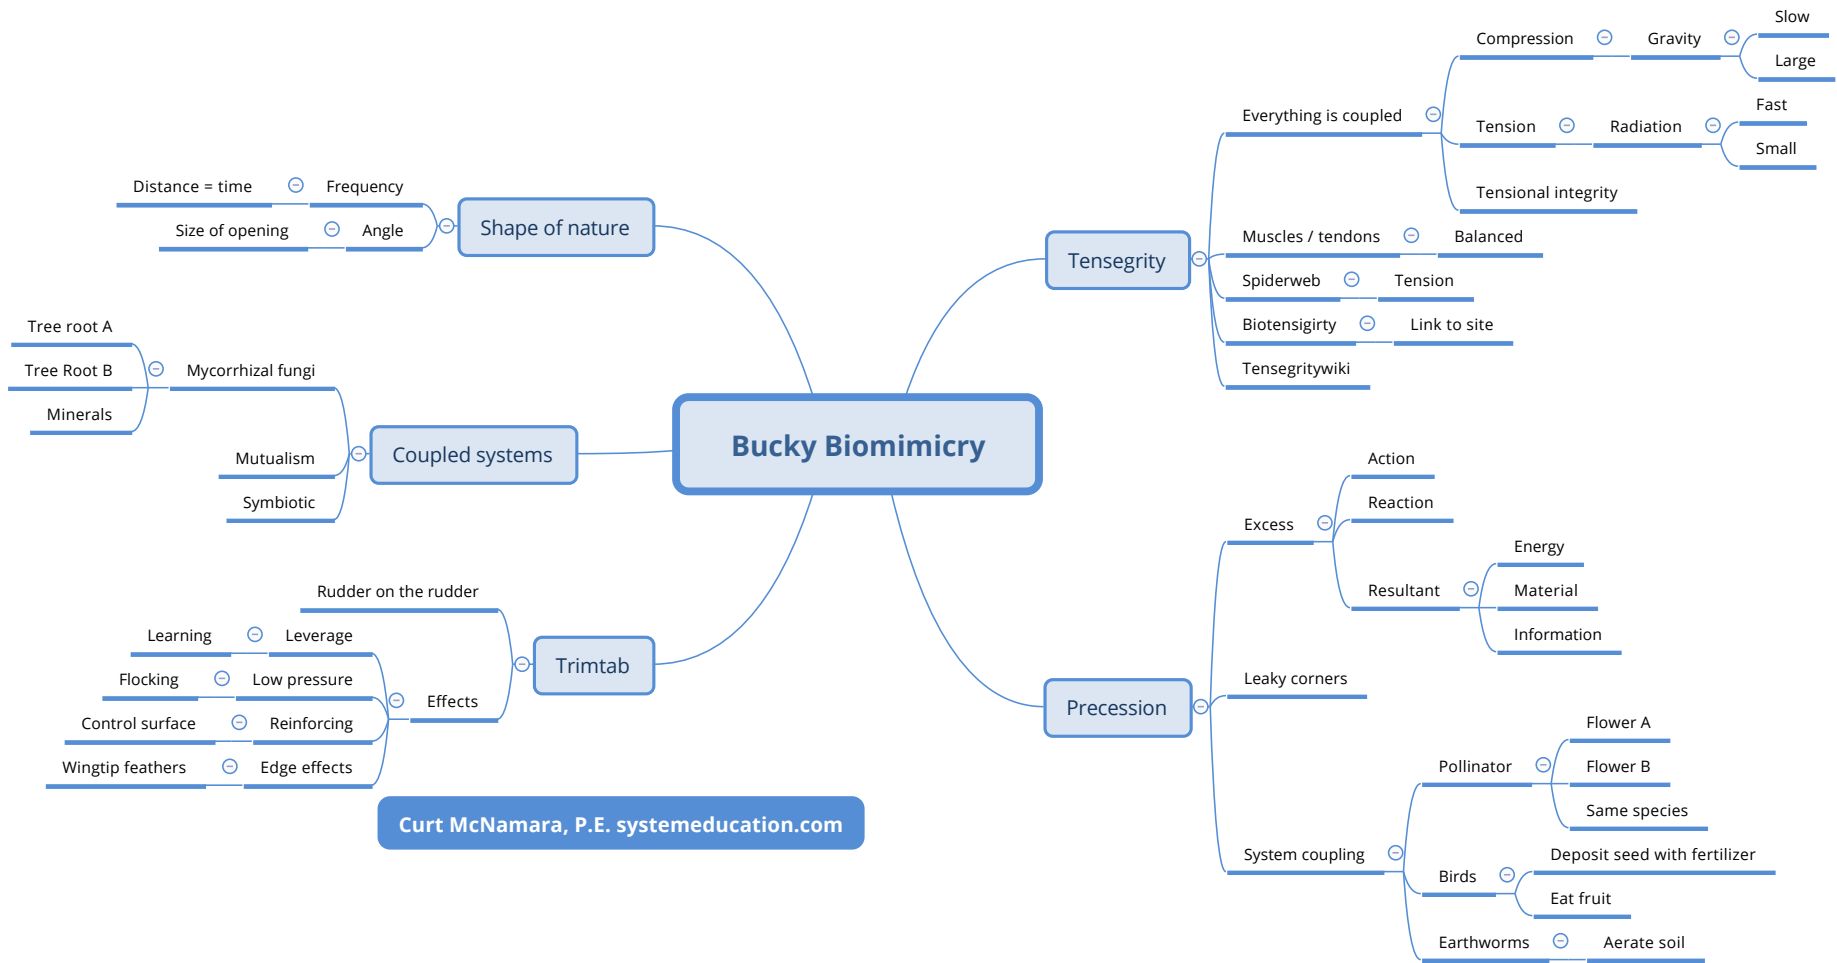 Bucky Biomimicry
Tensegrity
Everything is coupled
Compression
Gravity
Slow
Large
Tension
Radiation
Fast
Small
Tensional integrity
Muscles / tendons
Balanced
Spiderweb
Tension
Biotensigirty
Link to site
Tensegritywiki
Precession
Excess
Action
Reaction
Resultant
Energy
Material
Information
Leaky corners
System coupling
Pollinator
Flower A
Flower B
Same species
Birds
Deposit seed with fertilizer
Eat fruit
Earthworms
Aerate soil
Shape of nature
Frequency
Distance = time
Angle
Size of opening
Coupled systems
Mycorrhizal fungi
Tree root A
Tree Root B
Minerals
Mutualism
Symbiotic
Trimtab
Rudder on the rudder
Effects
Leverage
Learning
Low pressure
Flocking
Reinforcing
Control surface
Edge effects
Wingtip feathers
Curt McNamara, P.E. systemeducation.com